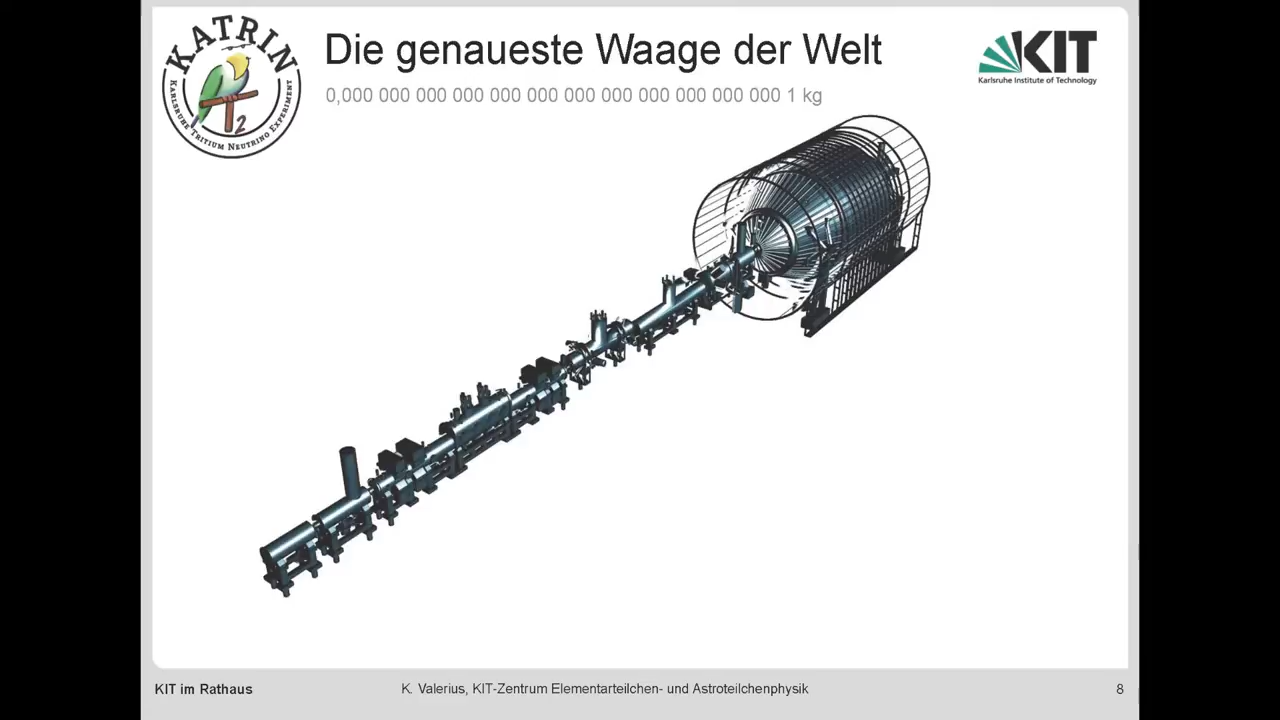 KATRIN
KARLSRUHE TRITIUM NEUTRINO EXPERIMENT
2
Die genaueste Waage der Welt
0,000 000 000 000 000 000 000 000 000 000 000 000 1 kg
KIT
Karlsruhe Institute of Technology
KIT im Rathaus
K. Valerius, KIT-Zentrum Elementarteilchen- und Astroteilchenphysik
8